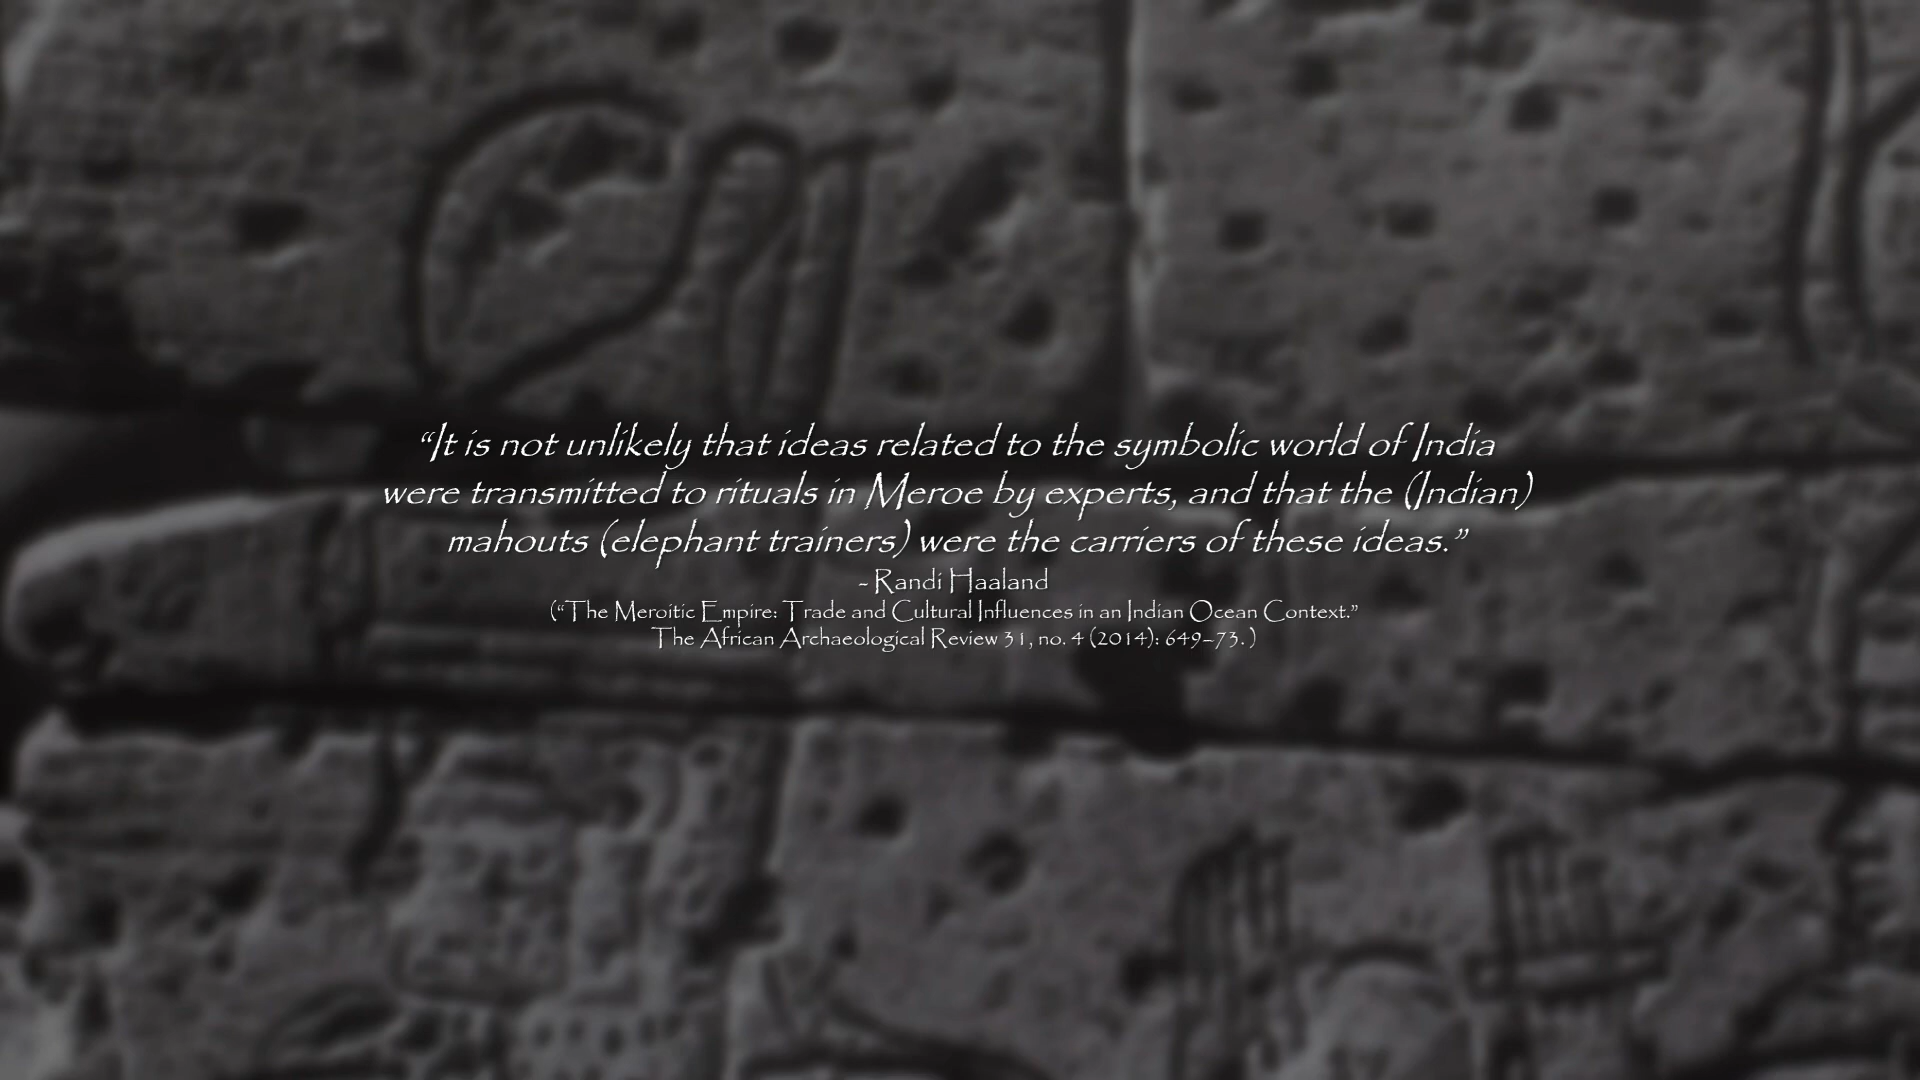 “It is not unlikely that ideas related to the symbolic world of India
were transmitted to rituals in Meroe by experts, and that the (Indian)
mahouts (elephant trainers) were the carriers of these ideas.”
- Randi Haaland
(“The Meroitic Empire: Trade and Cultural Influences in an Indian Ocean Context.”
The African Archaeological Review 31, no. 4 (2014): 649–73. )